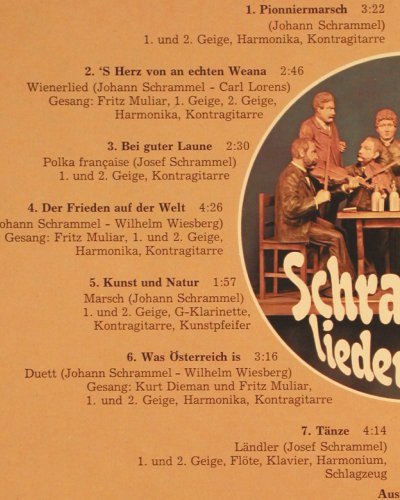 1. Pionniermarsch 3:22
(Johann Schrammel)
1. und 2. Geige, Harmonika, Kontragitarre
2. ‘S Herz von an echten Weana 2:46
Wienerlied (Johann Schrammel - Carl Lorens)
Gesang: Fritz Muliar, 1. Geige, 2. Geige,
Harmonika, Kontragitarre
3. Bei guter Laune 2:30
Polka française (Josef Schrammel)
1. und 2. Geige, Kontragitarre
4. Der Frieden auf der Welt 4:26
ohann Schrammel - Wilhelm Wiesberg)
Gesang: Fritz Muliar, 1. und 2. Geige,
Harmonika, Kontragitarre
5. Kunst und Natur 1:57
Marsch (Johann Schrammel)
1. und 2. Geige, G-Klarinette,
Kontragitarre, Kunstpfeifer
6. Was Österreich is 3:16
Duett (Johann Schrammel - Wilhelm Wiesberg)
Gesang: Kurt Dieman und Fritz Muliar,
1. und 2. Geige, Harmonika, Kontragitarre
7. Tänze 4:14
Ländler (Josef Schrammel)
1. und 2. Geige, Flöte, Klavier, Harmonium,
Schlagzeug
Aus
Schra
lieder